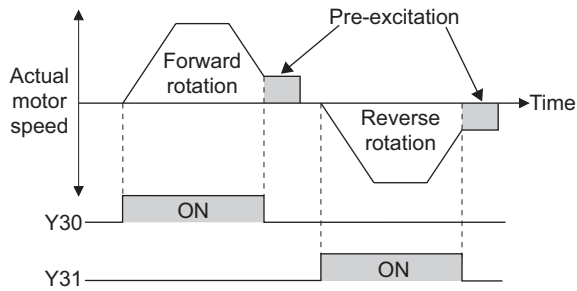 Pre-excitation
Forward
rotation
Actual
motor
speed
Time
Reverse
rotation
ON
Y30
ON
Y31